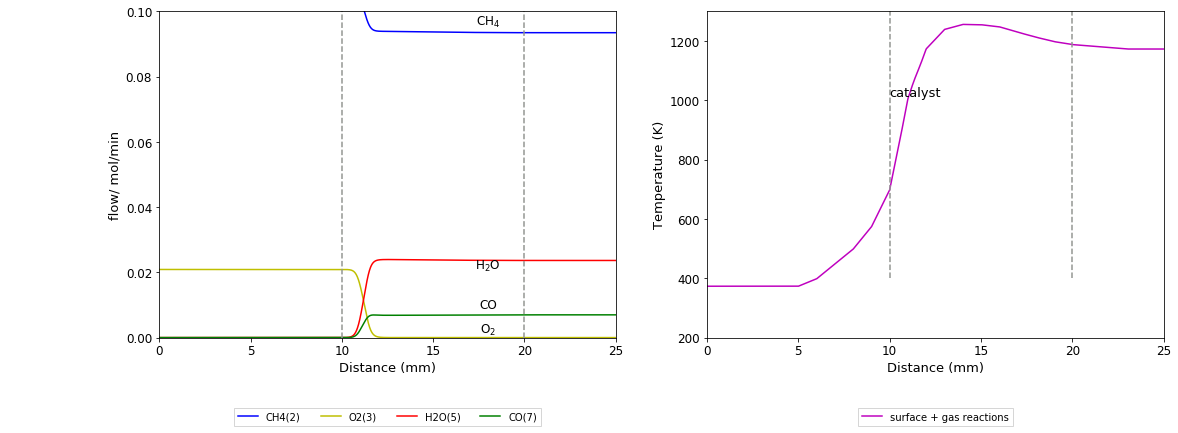 flow/ mol/min
0.10
0.08
0.06
0.04
0.02
0.00
CH₄
H₂O
CO
O₂
0 5 10 15 20 25
Distance (mm)
CH4(2) O2(3) H2O(5) CO(7)
Temperature (K)
1200
1000
800
600
400
200
catalyst
0 5 10 15 20 25
Distance (mm)
surface + gas reactions